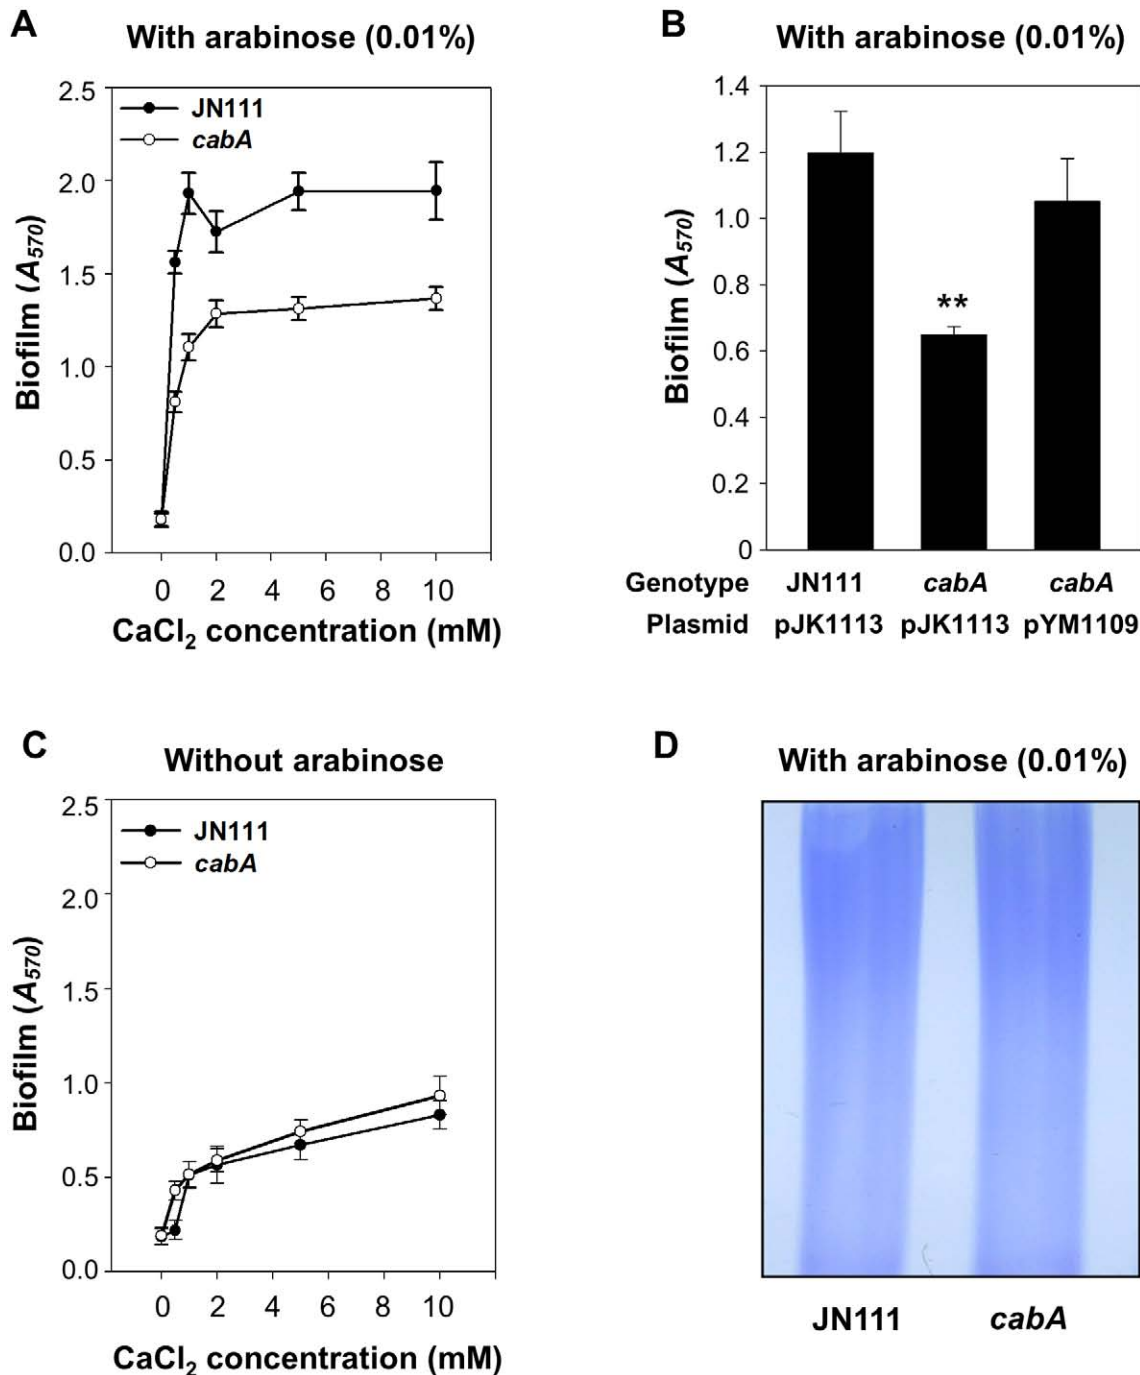 A
With arabinose (0.01%)
JN111
cabA
Biofilm (A570)
2.5
2.0
1.5
1.0
0.5
0.0
0 2 4 6 8 10
CaCl2 concentration (mM)
B
With arabinose (0.01%)
Biofilm (A570)
1.4
1.2
1.0
0.8
0.6
0.4
0.2
0
**
Genotype JN111 cabA cabA
Plasmid pJK1113 pJK1113 pYM1109
C
Without arabinose
JN111
cabA
Biofilm (A570)
2.5
2.0
1.5
1.0
0.5
0.0
0 2 4 6 8 10
CaCl2 concentration (mM)
D
With arabinose (0.01%)
JN111 cabA